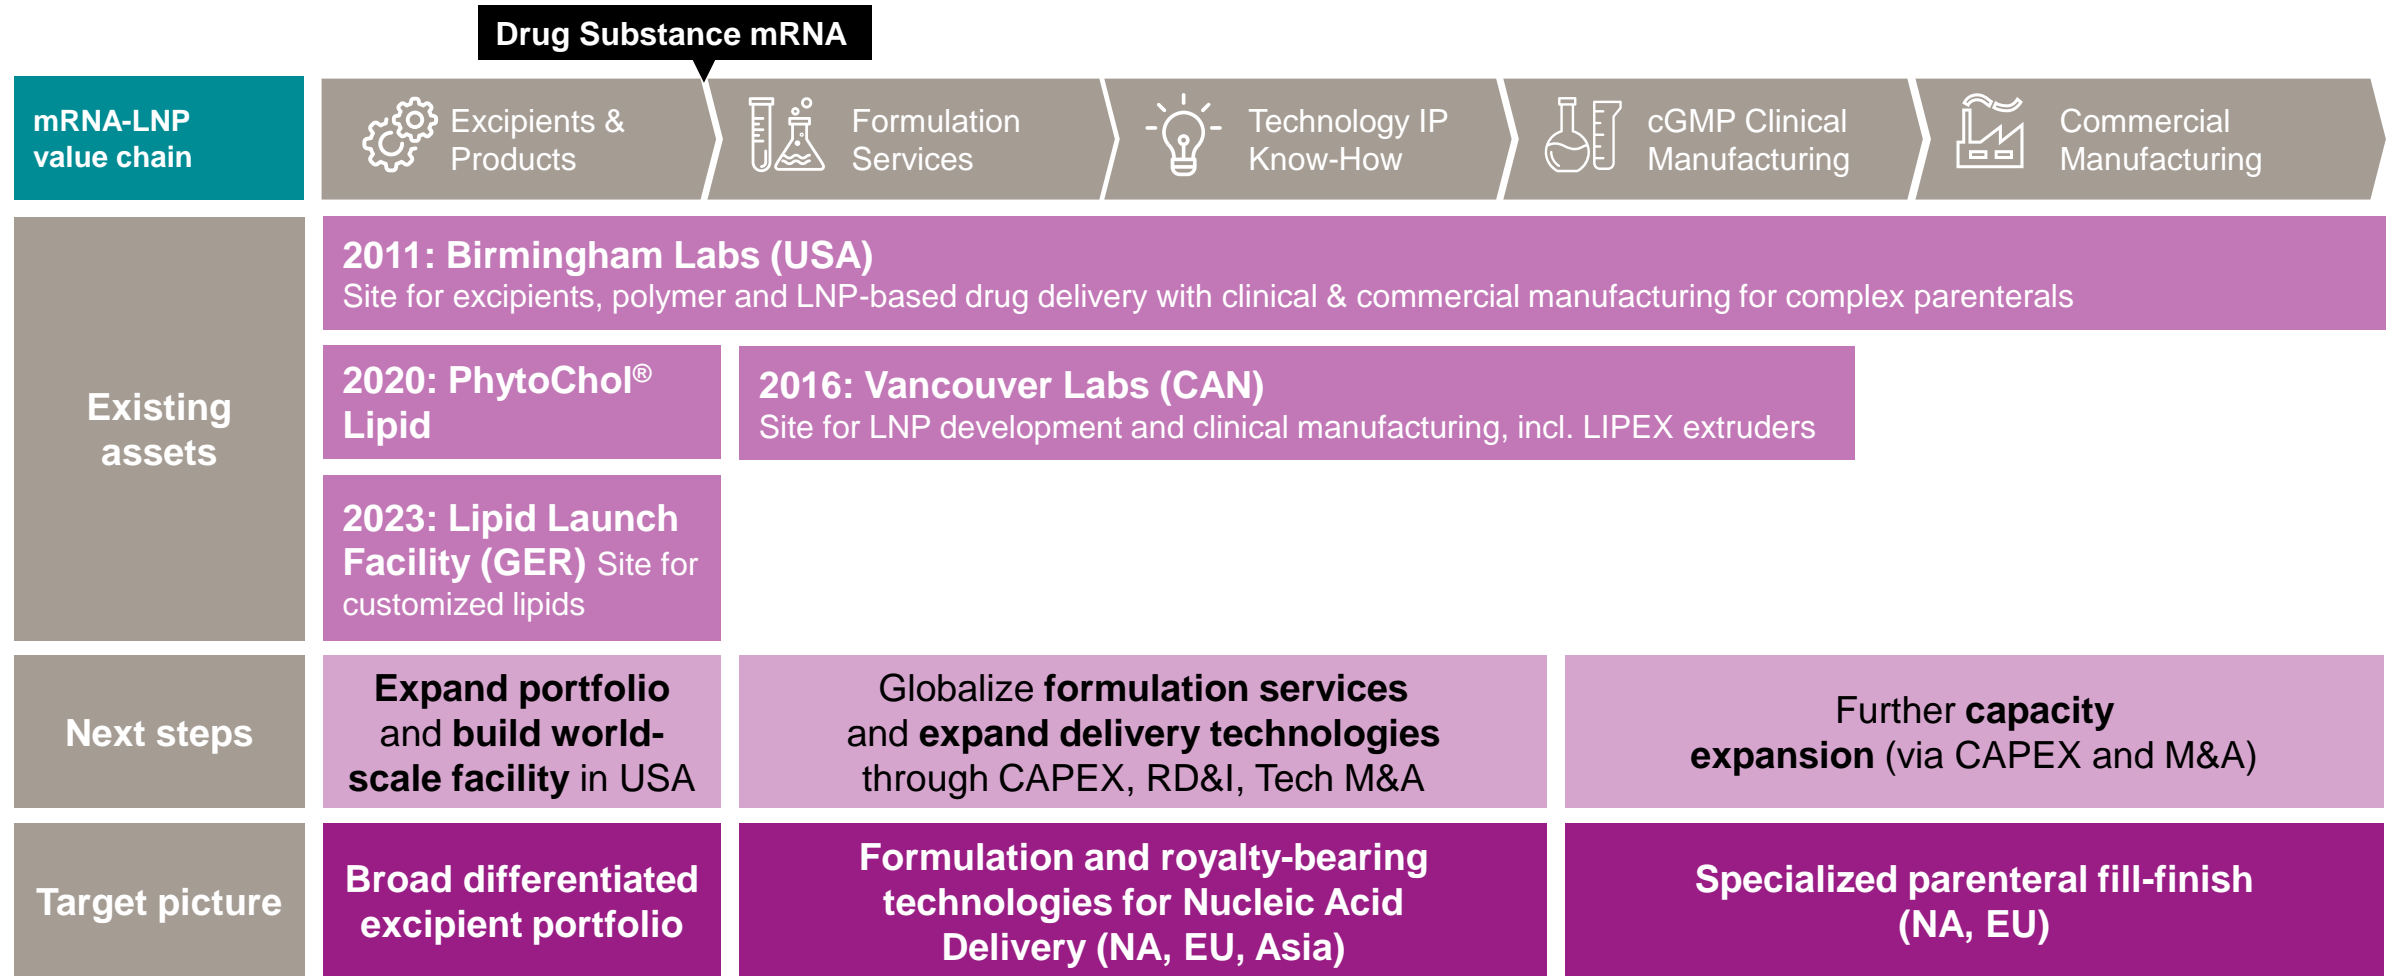 Drug Substance mRNA
mRNA-LNP
value chain
Excipients &
Products
Formulation
Services
Technology IP
Know-How
cGMP Clinical
Manufacturing
Commercial
Manufacturing
Existing
assets
2011: Birmingham Labs (USA)
Site for excipients, polymer and LNP-based drug delivery with clinical & commercial manufacturing for complex parenterals
2020: PhytoChol®
Lipid
2016: Vancouver Labs (CAN)
Site for LNP development and clinical manufacturing, incl. LIPEX extruders
2023: Lipid Launch
Facility (GER) Site for
customized lipids
Next steps
Expand portfolio
and build world-
scale facility in USA
Globalize formulation services
and expand delivery technologies
through CAPEX, RD&I, Tech M&A
Further capacity
expansion (via CAPEX and M&A)
Target picture
Broad differentiated
excipient portfolio
Formulation and royalty-bearing
technologies for Nucleic Acid
Delivery (NA, EU, Asia)
Specialized parenteral fill-finish
(NA, EU)